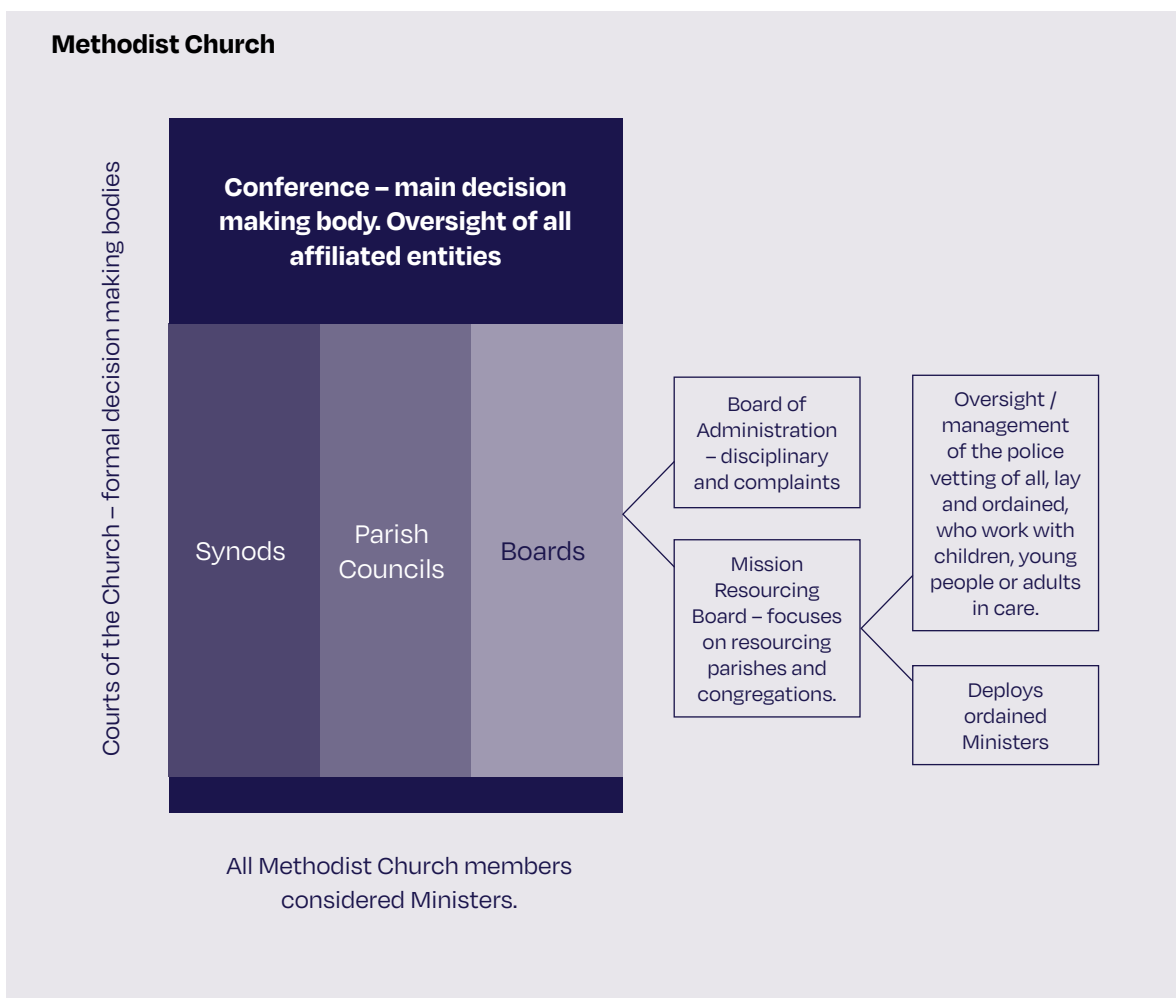 Methodist Church
Courts of the Church – formal decision making bodies
Conference – main decision
making body. Oversight of all
affiliated entities
Synods
Parish
Councils
Boards
Board of
Administration
– disciplinary
and complaints
Mission
Resourcing
Board – focuses
on resourcing
parishes and
congregations.
Oversight /
management
of the police
vetting of all, lay
and ordained,
who work with
children, young
people or adults
in care.
Deploys
ordained
Ministers
All Methodist Church members
considered Ministers.